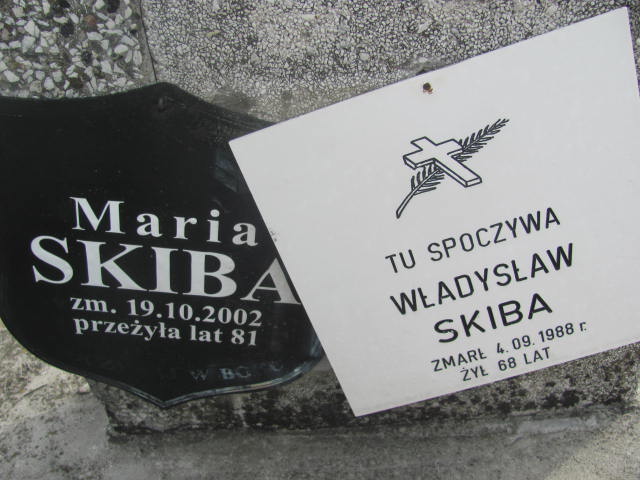 Maria
SKIBA
zm. 19.10.2002
przeżyła lat 81
W
TU SPOCZYWA
WŁADYSŁAW
SKIBA
ZMARŁ 4.09.1988 r.
ŻYŁ 68 LAT